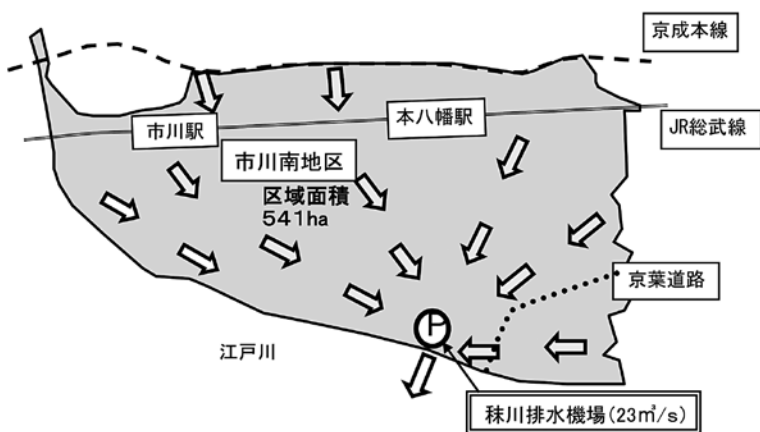 京成本線
JR総武線
市川駅
本八幡駅
市川南地区
区域面積
541ha
京葉道路
江戸川
P
秣川排水機場(23㎥/s)